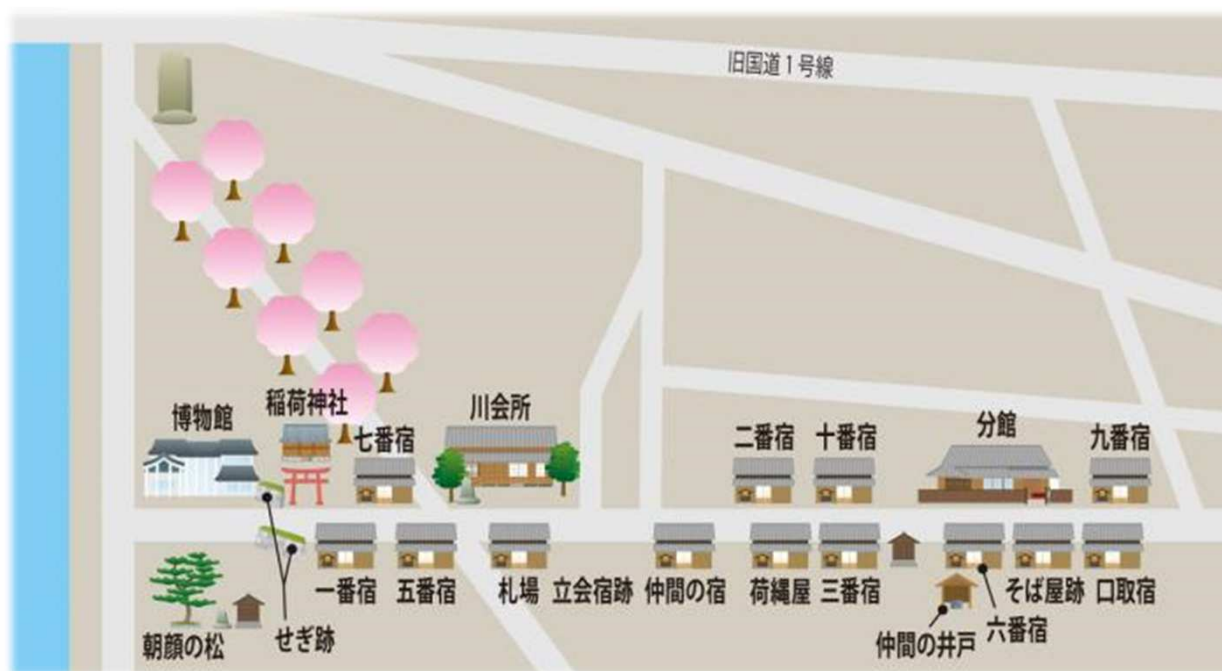 旧国道1号線
博物館
稲荷神社
七番宿
川会所
二番宿
十番宿
分館
九番宿
一番宿
五番宿
札場
立会宿跡
仲間の宿
荷縄屋
三番宿
そば屋跡
口取宿
朝顔の松
せぎ跡
仲間の井戸
六番宿